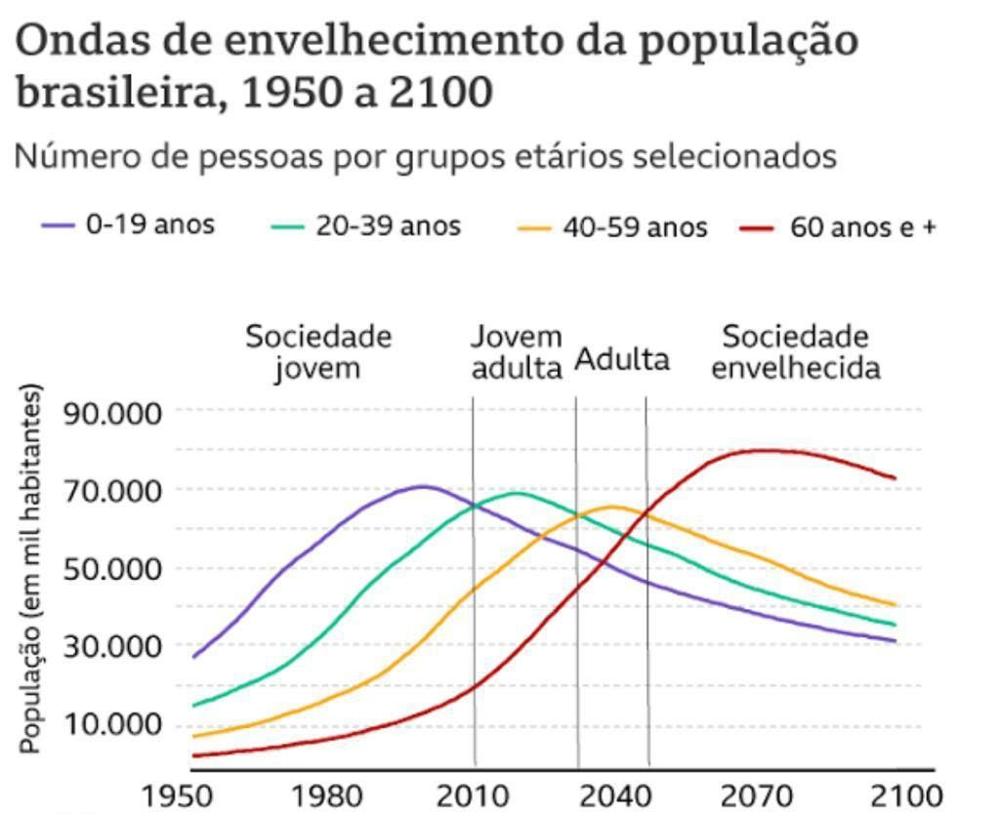 Ondas de envelhecimento da população
brasileira, 1950 a 2100
Número de pessoas por grupos etários selecionados
0-19 anos
20-39 anos
40-59 anos
60 anos e +
Sociedade
jovem
Jovem
adulta
Adulta
Sociedade
envelhecida
População (em mil habitantes)
90.000
70.000
50.000
30.000
10.000
1950
1980
2010
2040
2070
2100